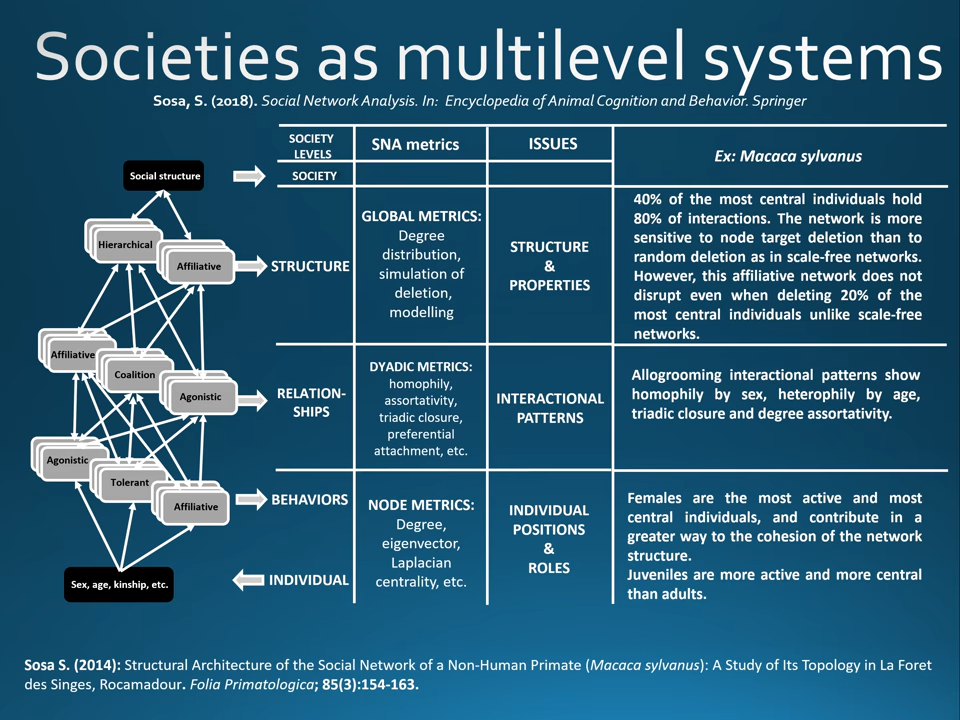 Societies as multilevel systems
Sosa, S. (2018). Social Network Analysis. In: Encyclopedia of Animal Cognition and Behavior. Springer
SOCIETY
LEVELS
SNA metrics
ISSUES
Ex: Macaca sylvanus
Social structure
SOCIETY
Hierarchical
Affiliative
STRUCTURE
GLOBAL METRICS:
Degree
distribution,
simulation of
deletion,
modelling
STRUCTURE
&
PROPERTIES
40% of the most central individuals hold
80% of interactions. The network is more
sensitive to node target deletion than to
random deletion as in scale-free networks.
However, this affiliative network does not
disrupt even when deleting 20% of the
most central individuals unlike scale-free
networks.
Affiliative
Coalition
Agonistic
RELATION-
SHIPS
DYADIC METRICS:
homophily,
assortativity,
triadic closure,
preferential
attachment, etc.
INTERACTIONAL
PATTERNS
Allogrooming interactional patterns show
homophily by sex, heterophily by age,
triadic closure and degree assortativity.
Agonistic
Tolerant
Affiliative
BEHAVIORS
NODE METRICS:
Degree,
eigenvector,
Laplacian
centrality, etc.
INDIVIDUAL
POSITIONS
&
ROLES
Females are the most active and most
central individuals, and contribute in a
greater way to the cohesion of the network
structure.
Juveniles are more active and more central
than adults.
Sex, age, kinship, etc.
INDIVIDUAL
Sosa S. (2014): Structural Architecture of the Social Network of a Non-Human Primate (Macaca sylvanus): A Study of Its Topology in La Foret
des Singes, Rocamadour. Folia Primatologica; 85(3):154-163.